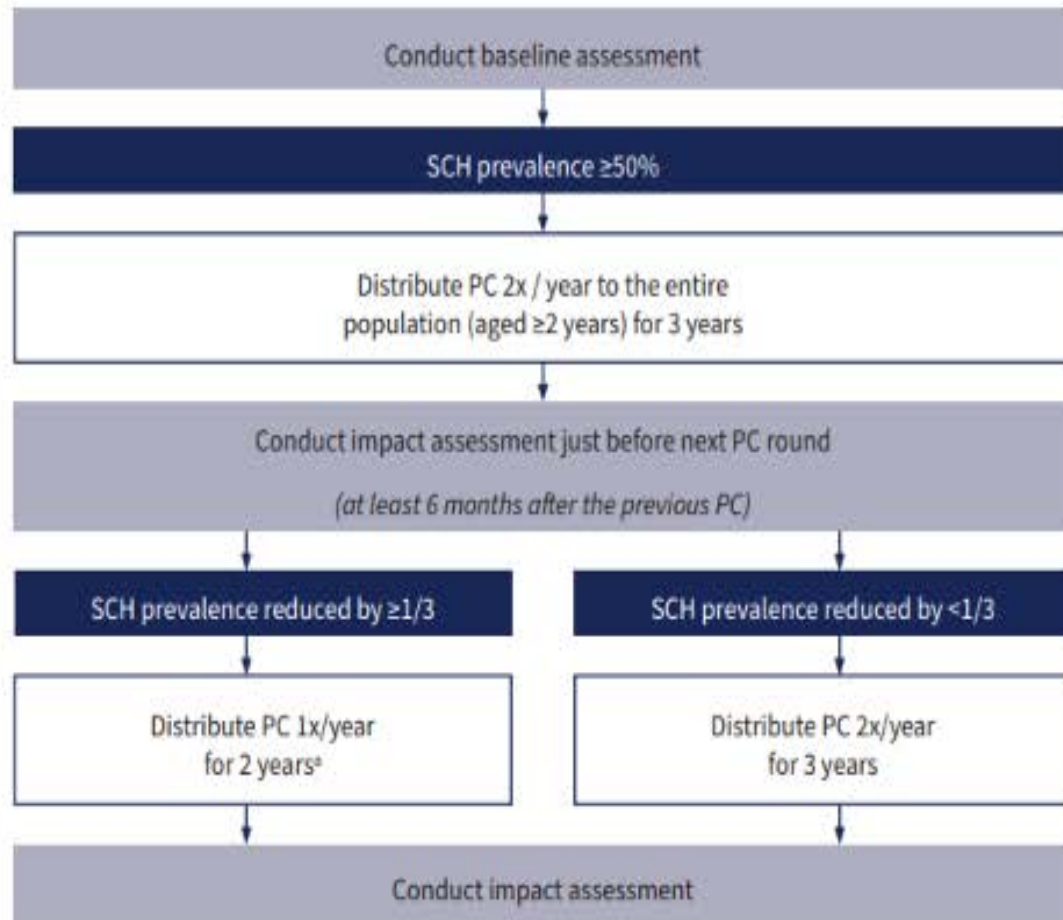 Conduct baseline assessment
SCH prevalence ≥50%
Distribute PC 2x / year to the entire
population (aged ≥2 years) for 3 years
Conduct impact assessment just before next PC round
(at least 6 months after the previous PC)
SCH prevalence reduced by ≥1/3
SCH prevalence reduced by <1/3
Distribute PC 1x/year
for 2 yearsᵃ
Distribute PC 2x/year
for 3 years
Conduct impact assessment